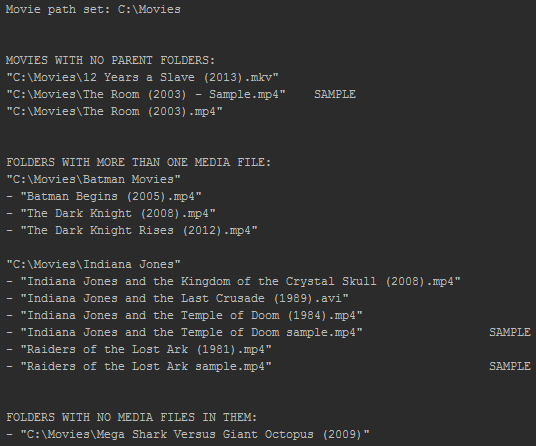 Movie path set: C:\Movies
MOVIES WITH NO PARENT FOLDERS:
"C:\Movies\12 Years a Slave (2013).mkv"
"C:\Movies\The Room (2003) - Sample.mp4"    SAMPLE
"C:\Movies\The Room (2003).mp4"
FOLDERS WITH MORE THAN ONE MEDIA FILE:
"C:\Movies\Batman Movies"
- "Batman Begins (2005).mp4"
- "The Dark Knight (2008).mp4"
- "The Dark Knight Rises (2012).mp4"
"C:\Movies\Indiana Jones"
- "Indiana Jones and the Kingdom of the Crystal Skull (2008).mp4"
- "Indiana Jones and the Last Crusade (1989).avi"
- "Indiana Jones and the Temple of Doom (1984).mp4"
- "Indiana Jones and the Temple of Doom sample.mp4"    SAMPLE
- "Raiders of the Lost Ark (1981).mp4"
- "Raiders of the Lost Ark sample.mp4"    SAMPLE
FOLDERS WITH NO MEDIA FILES IN THEM:
- "C:\Movies\Mega Shark Versus Giant Octopus (2009)"